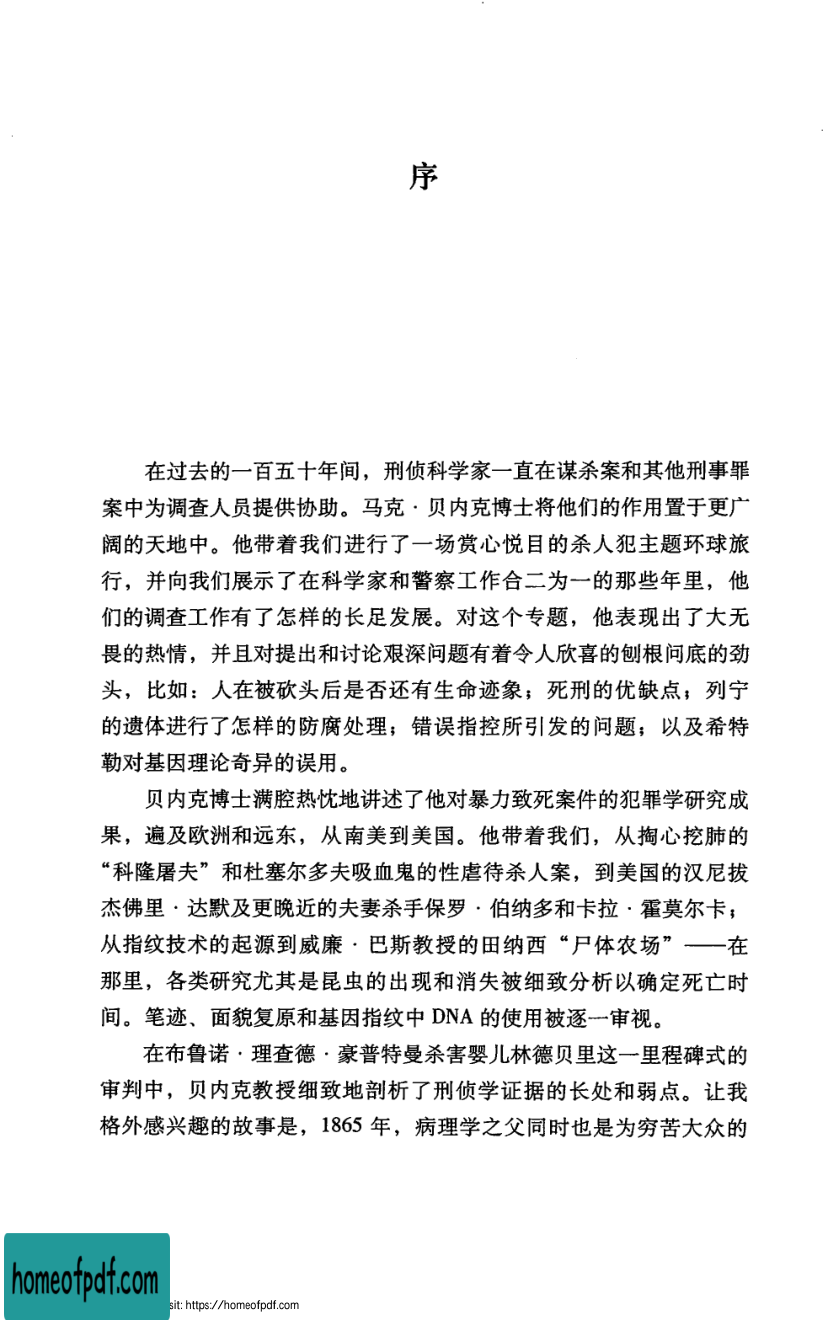 序
在过去的一百五十年间，刑侦科学家一直在谋杀案和其他刑事罪
案中为调查人员提供协助。马克·贝内克博士将他们的作用置于更广
阔的天地中。他带着我们进行了一场赏心悦目的杀人犯主题环球旅
行，并向我们展示了在科学家和警察工作合二为一的那些年里，他
们的调查工作有了怎样的长足发展。对这个专题，他表现出了大无
畏的热情，并且对提出和讨论艰深问题有着令人欣喜的刨根问底的劲
头，比如：人在被砍头后是否还有生命迹象；死刑的优缺点；列宁
的遗体进行了怎样的防腐处理；错误指控所引发的问题；以及希特
勒对基因理论奇异的误用。
贝内克博士满腔热忱地讲述了他对暴力致死案件的犯罪学研究成
果，遍及欧洲和远东，从南美到美国。他带着我们，从掏心挖肺的
“科隆屠夫”和杜塞尔多夫吸血鬼的性虐待杀人案，到美国的汉尼拔
杰佛里·达默及更晚近的夫妻杀手保罗·伯纳多和卡拉·霍莫尔卡；
从指纹技术的起源到威廉·巴斯教授的田纳西“尸体农场”——在
那里，各类研究尤其是昆虫的出现和消失被细致分析以确定死亡时
间。笔迹、面貌复原和基因指纹中 DNA 的使用被逐一审视。
在布鲁诺·理查德·豪普特曼杀害婴儿林德贝里这一里程碑式的
审判中，贝内克教授细致地剖析了刑侦学证据的长处和弱点。让我
格外感兴趣的故事是，1865 年，病理学之父同时也是为穷苦大众的
homeofpdf.com
sit: https://homeofpdf.com